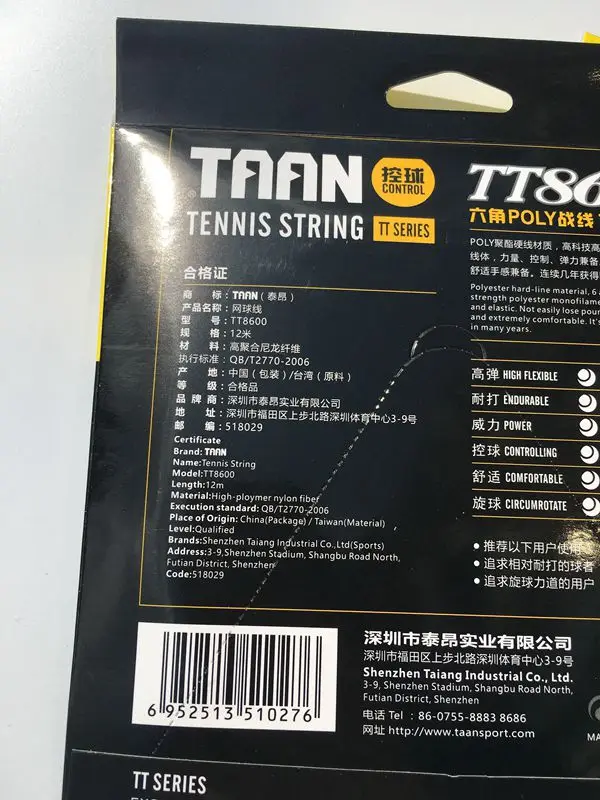 TAAN 控球 CONTROL
®
TENNIS STRING TT SERIES
合格证
商 标：TAAN（泰昂）
产品名称：网球线
型 号：TT8600
规 格：12米
材 料：高聚合尼龙纤维
执行标准：QB/T2770-2006
产 地：中国（包装）/台湾（原料）
等 级：合格品
品 牌 商：深圳市泰昂实业有限公司
地 址：深圳市福田区上步北路深圳体育中心3-9号
邮 编：518029
Certificate
Brand: TAAN
Name:Tennis String
Model:TT8600
Length:12m
Material:High-ploymer nylon fiber
Execution standard: QB/T2770-2006
Place of Origin: China(Package) / Taiwan(Material)
Level:Qualified
Brands:Shenzhen Taiang Industrial Co.,Ltd(Sports)
Address:3-9,Shenzhen Stadium, Shangbu Road North,
Futian District, Shenzhen
Code:518029
TT86
六角POLY战线
POLY聚酯硬线材质，高科技高
线体，力量、控制、弹力兼备
舒适手感兼备。连续几年获得
Polyester hard-line material, 6
strength polyester monofilame
and elastic. Not easily lose pou
and extremely comfortable. It's
in many years.
高弹 HIGH FLEXIBLE
耐打 ENDURABLE
威力 POWER
控球 CONTROLLING
舒适 COMFORTABLE
旋球 CIRCUMROTATE
• 推荐以下用户使用
• 追求相对耐打的球者
• 追求旋球力道的用户
6 952513 510276
深圳市泰昂实业有限公司
深圳市福田区上步北路深圳体育中心3-9号
Shenzhen Taiang Industrial Co., Ltd.
3-9, Shenzhen Stadium, Shangbu Road North,
Futian District, Shenzhen
电话 Tel : 86-0755-8883 8686
网址 http://www.taansport.com
MA
TT SERIES